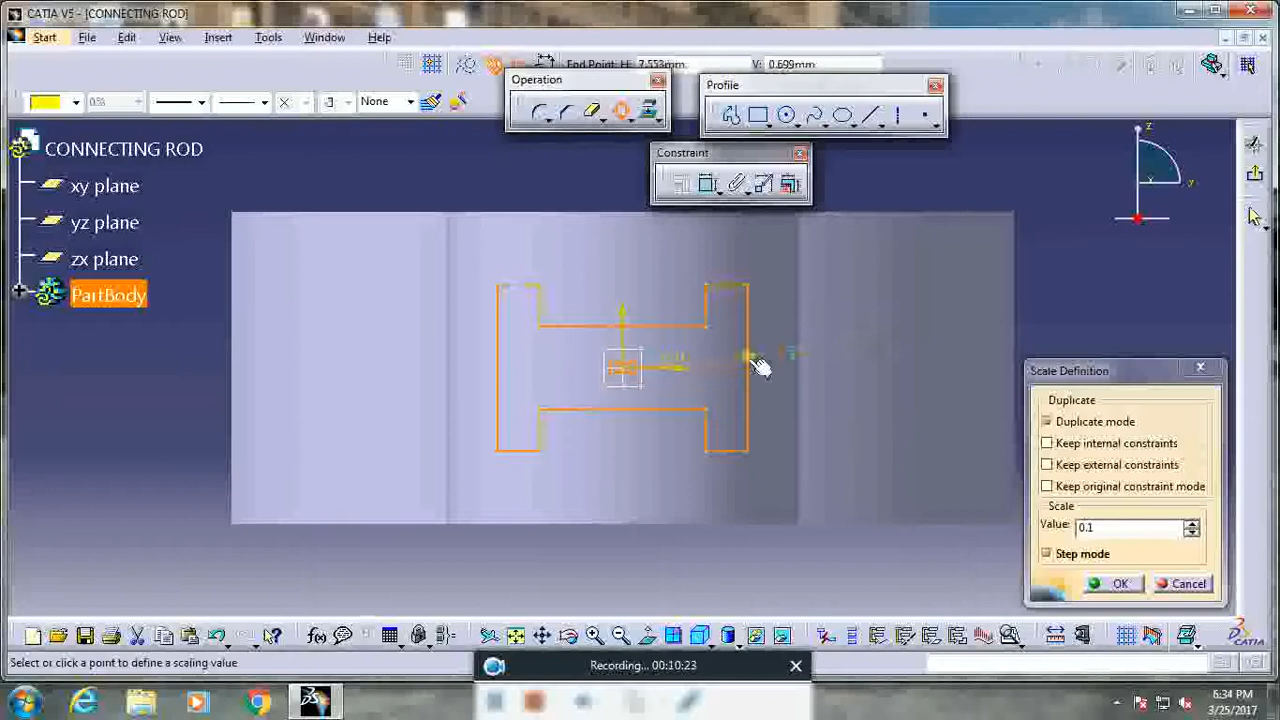 CATIA V5 - [CONNECTING ROD]
Start File Edit View Insert Tools Window Help
End Point: H: 7.553mm V: 0.699mm
Operation
Profile
None
Constraint
CONNECTING ROD
xy plane
yz plane
zx plane
PartBody
z
y
Scale Definition
Duplicate
Duplicate mode
Keep internal constraints
Keep external constraints
Keep original constraint mode
Scale
Value: 0.1
Step mode
OK Cancel
CATIA
Select or click a point to define a scaling value
Recording... 00:10:23
6:34 PM
3/25/2017